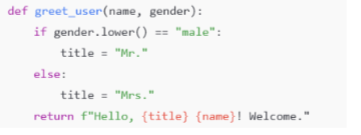 def greet_user(name, gender):
    if gender.lower() == "male":
        title = "Mr."
    else:
        title = "Mrs."
    return f"Hello, {title} {name}! Welcome."